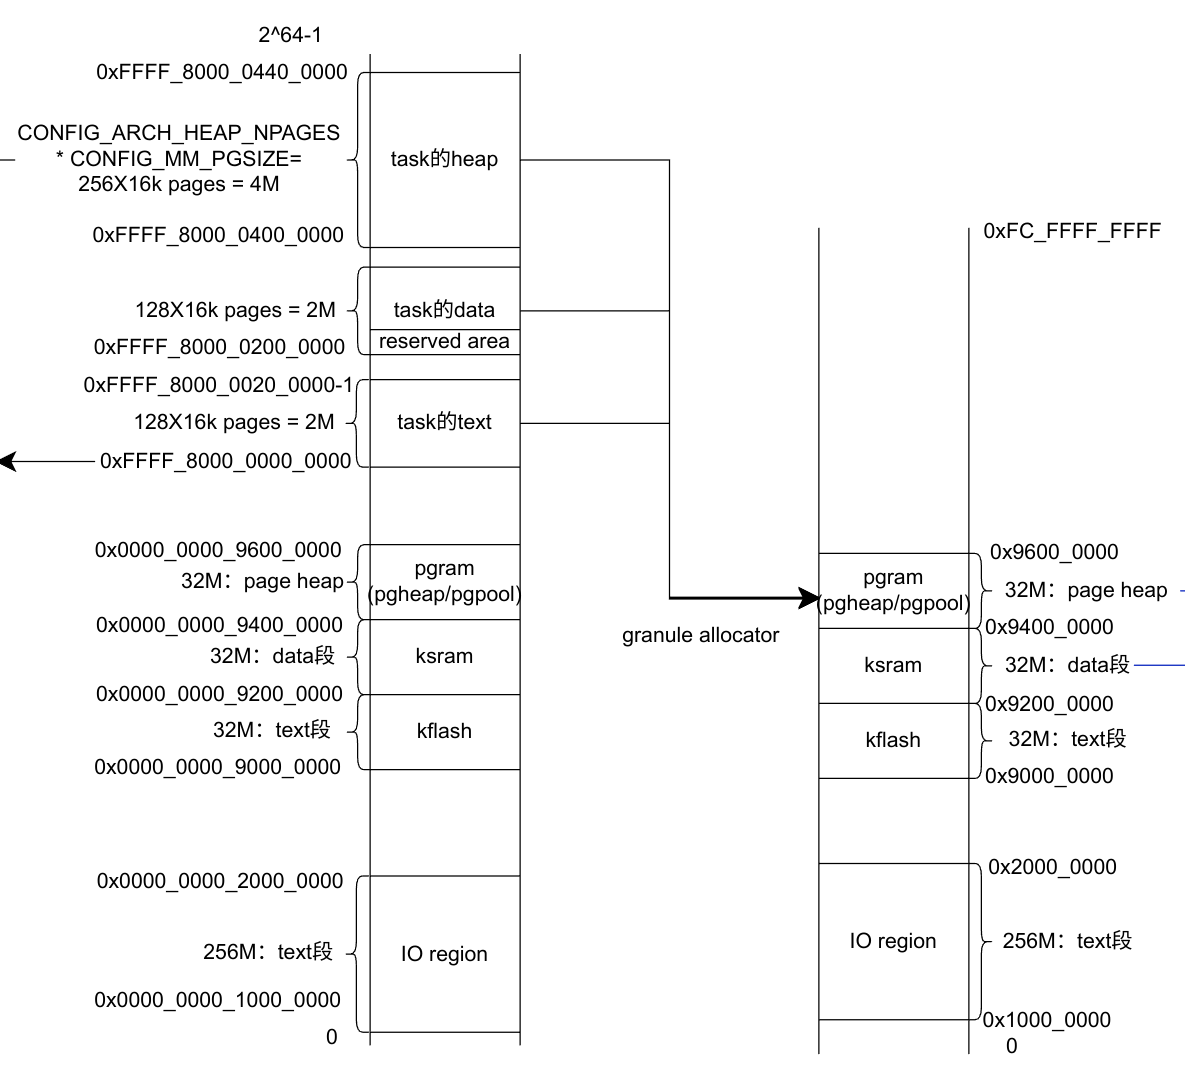 2^64-1
0xFFFF_8000_0440_0000
CONFIG_ARCH_HEAP_NPAGES
* CONFIG_MM_PGSIZE=
256X16k pages = 4M
task的heap
0xFFFF_8000_0400_0000
128X16k pages = 2M
task的data
reserved area
0xFFFF_8000_0200_0000
0xFFFF_8000_0020_0000-1
128X16k pages = 2M
task的text
0xFFFF_8000_0000_0000
0x0000_0000_9600_0000
32M：page heap
pgram
(pgheap/pgpool)
0x0000_0000_9400_0000
32M：data段
ksram
0x0000_0000_9200_0000
32M：text段
kflash
0x0000_0000_9000_0000
0x0000_0000_2000_0000
256M：text段
IO region
0x0000_0000_1000_0000
0
granule allocator
0xFC_FFFF_FFFF
0x9600_0000
pgram
(pgheap/pgpool)
32M：page heap
0x9400_0000
ksram
32M：data段
0x9200_0000
kflash
32M：text段
0x9000_0000
0x2000_0000
IO region
256M：text段
0x1000_0000
0